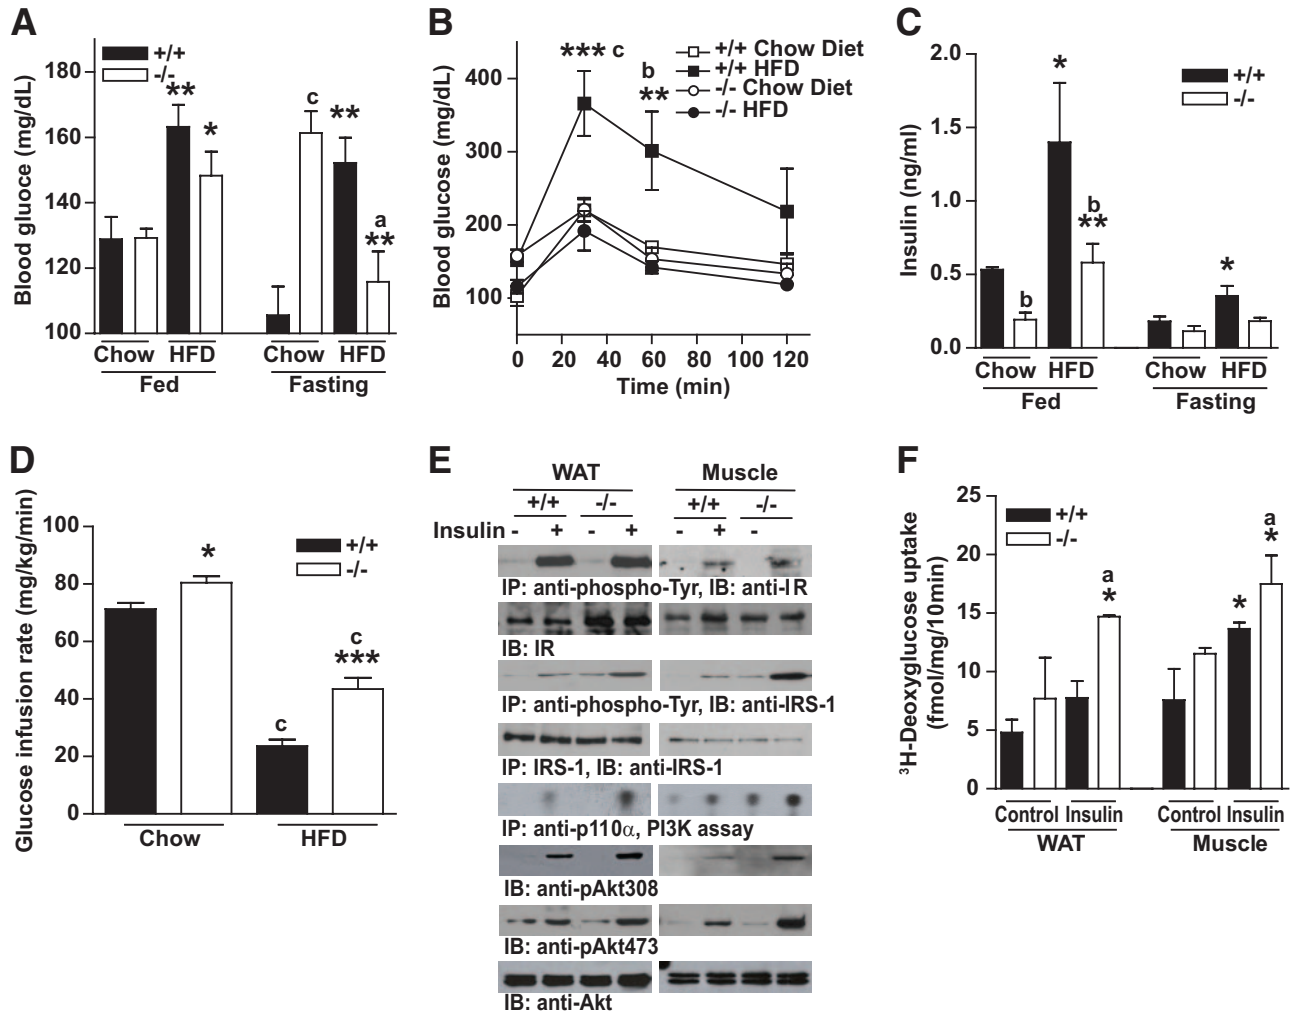 A
Blood gluoce (mg/dL)
180
160
140
120
100
+/+
-/-
**
*
c
**
a
**
Chow HFD Chow HFD
Fed Fasting
B
Blood glucose (mg/dL)
400
300
200
100
*** c
b
**
+/+ Chow Diet
+/+ HFD
-/- Chow Diet
-/- HFD
0 20 40 60 80 100 120
Time (min)
C
Insulin (ng/ml)
2.0
1.5
1.0
0.5
0.0
+/+
-/-
b
*
b
**
*
Chow HFD Chow HFD
Fed Fasting
D
Glucose infusion rate (mg/kg/min)
100
80
60
40
20
0
+/+
-/-
*
c
c
***
Chow HFD
E
WAT Muscle
+/+ -/- +/+ -/-
Insulin - + - + - + -
IP: anti-phospho-Tyr, IB: anti-IR
IB: IR
IP: anti-phospho-Tyr, IB: anti-IRS-1
IP: IRS-1, IB: anti-IRS-1
IP: anti-p110α, PI3K assay
IB: anti-pAkt308
IB: anti-pAkt473
IB: anti-Akt
F
³H-Deoxyglucose uptake
(fmol/mg/10min)
25
20
15
10
5
0
+/+
-/-
a
*
*
a
*
Control Insulin Control Insulin
WAT Muscle